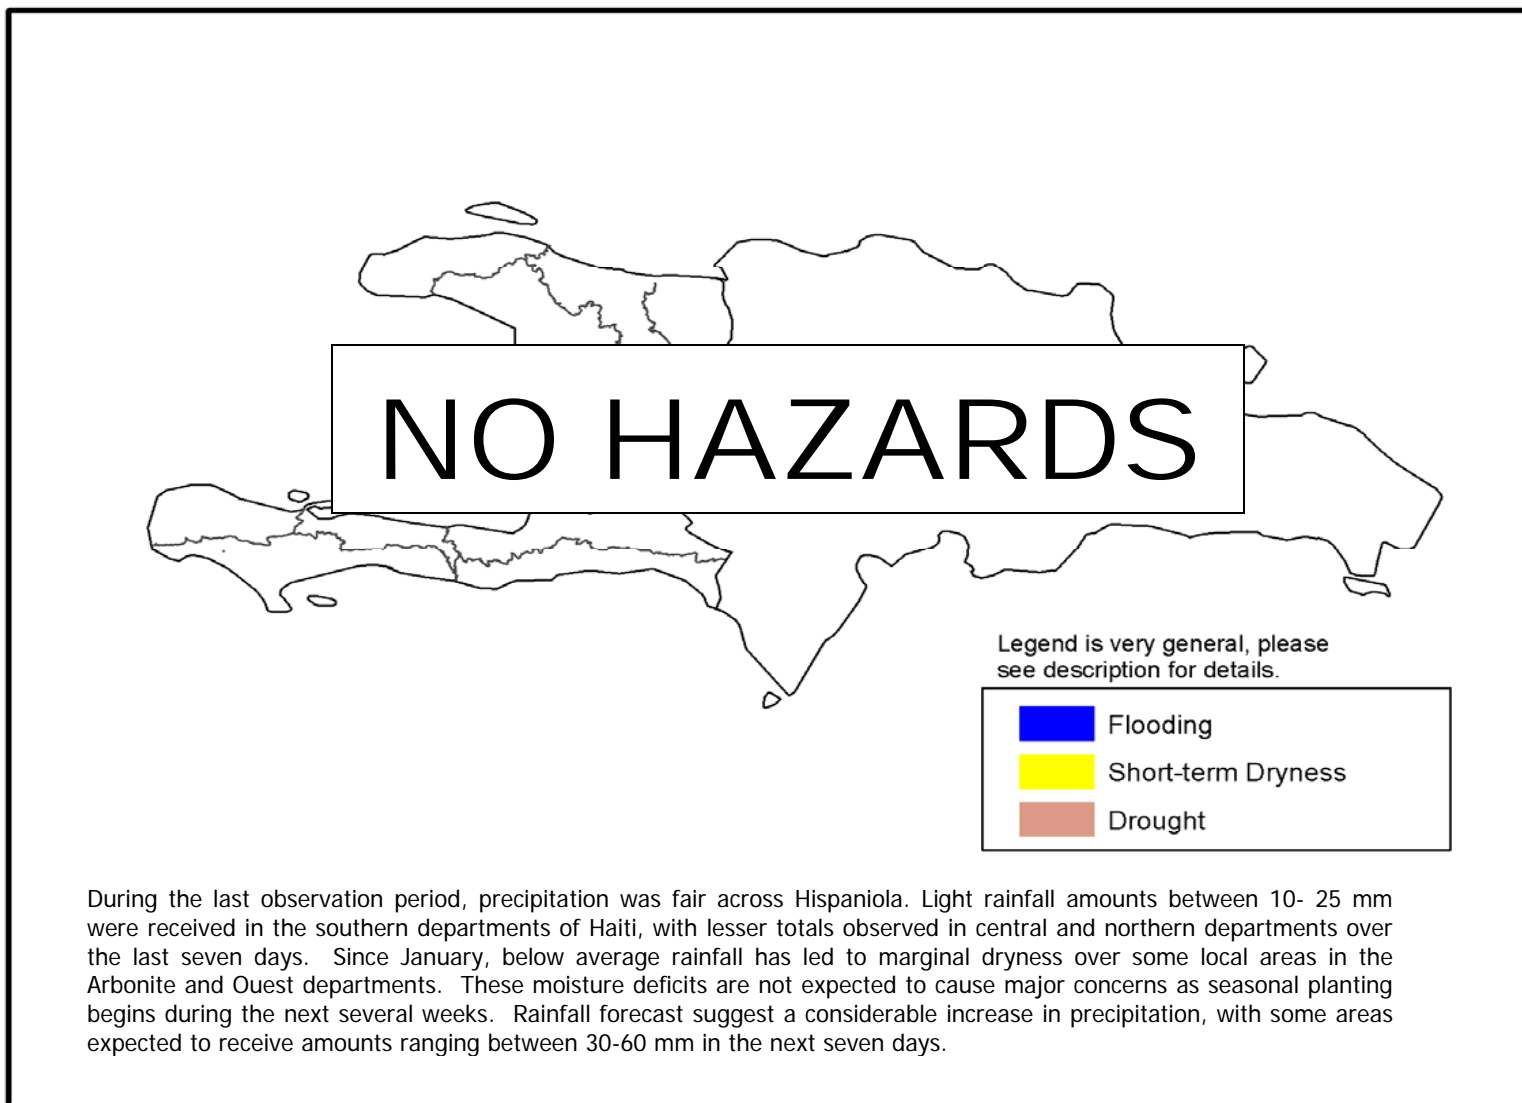 NO HAZARDS
Legend is very general, please
see description for details.
Flooding
Short-term Dryness
Drought
During the last observation period, precipitation was fair across Hispaniola. Light rainfall amounts between 10- 25 mm
were received in the southern departments of Haiti, with lesser totals observed in central and northern departments over
the last seven days.  Since January, below average rainfall has led to marginal dryness over some local areas in the
Arbonite and Ouest departments.  These moisture deficits are not expected to cause major concerns as seasonal planting
begins during the next several weeks.  Rainfall forecast suggest a considerable increase in precipitation, with some areas
expected to receive amounts ranging between 30-60 mm in the next seven days.